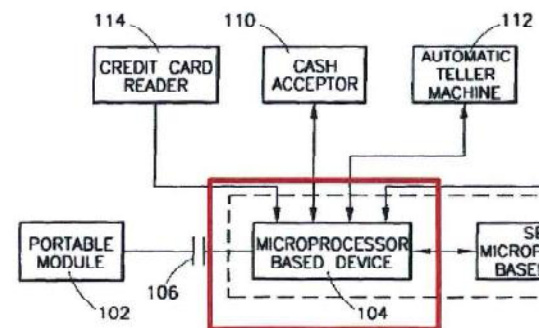 114
CREDIT CARD
READER
110
CASH
ACCEPTOR
112
AUTOMATIC
TELLER
MACHINE
PORTABLE
MODULE
102
106
MICROPROCESSOR
BASED DEVICE
104